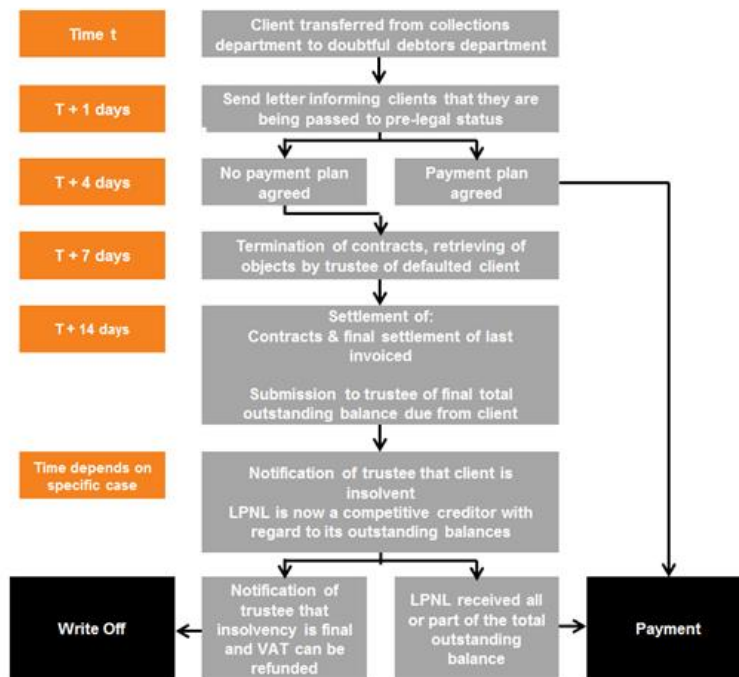 Time t
Client transferred from collections
department to doubtful debtors department
T + 1 days
Send letter informing clients that they are
being passed to pre-legal status
T + 4 days
No payment plan
agreed
Payment plan
agreed
T + 7 days
Termination of contracts, retrieving of
objects by trustee of defaulted client
T + 14 days
Settlement of:
Contracts & final settlement of last
invoiced
Submission to trustee of final total
outstanding balance due from client
Time depends on
specific case
Notification of trustee that client is
insolvent
LPNL is now a competitive creditor with
regard to its outstanding balances
Write Off
Notification of
trustee that
insolvency is final
and VAT can be
refunded
LPNL received all
or part of the total
outstanding
balance
Payment